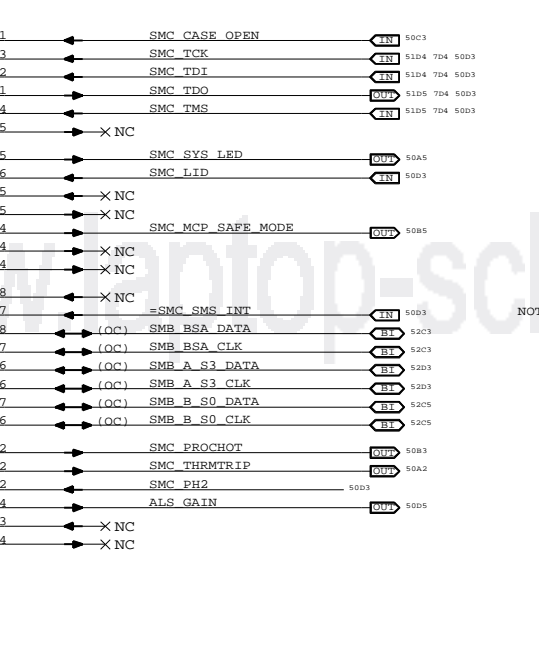 1 SMC_CASE_OPEN IN 50C3
3 SMC_TCK IN 51D4 7D4 50D3
2 SMC_TDI IN 51D4 7D4 50D3
1 SMC_TDO OUT 51D5 7D4 50D3
4 SMC_TMS IN 51D5 7D4 50D3
5 NC
5 SMC_SYS_LED OUT 50A5
6 SMC_LID IN 50D3
5 NC
5 NC
4 SMC_MCP_SAFE_MODE OUT 50B5
4 NC
4 NC
8 NC
7 =SMC_SMS_INT IN 50D3 NOT
8 (OC) SMB_BSA_DATA BI 52C3
7 (OC) SMB_BSA_CLK BI 52C3
6 (OC) SMB_A_S3_DATA BI 52D3
6 (OC) SMB_A_S3_CLK BI 52D3
7 (OC) SMB_B_S0_DATA BI 52C5
6 (OC) SMB_B_S0_CLK BI 52C5
2 SMC_PROCHOT OUT 50B3
2 SMC_THRMTRIP OUT 50A2
2 SMC_PH2 50D3
4 ALS_GAIN OUT 50D5
3 NC
4 NC
w.laptop-sc